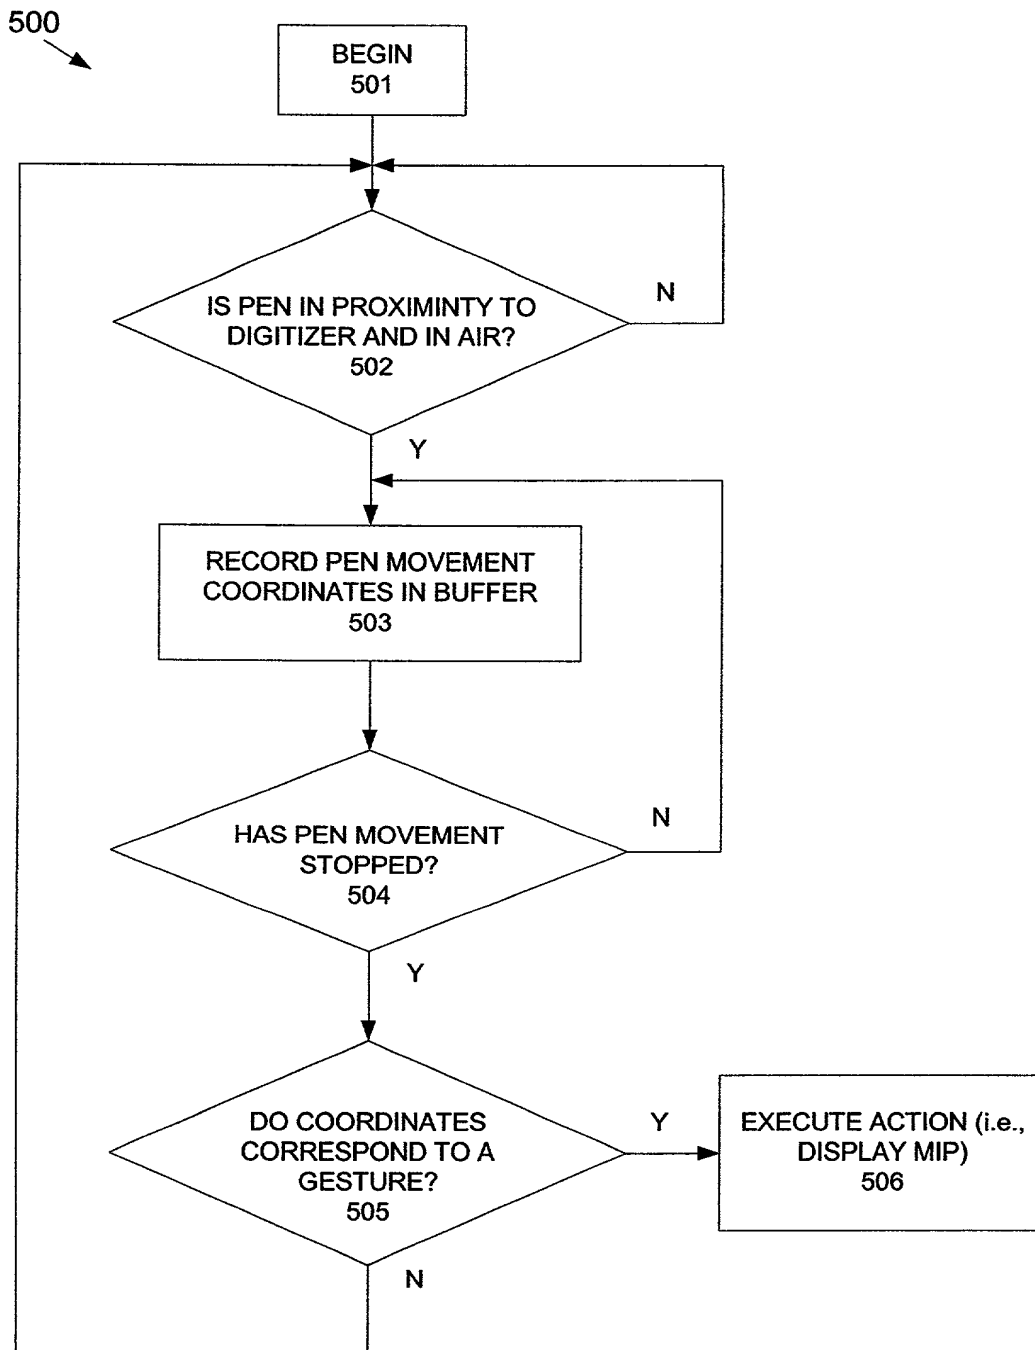 500
BEGIN
501
IS PEN IN PROXIMINTY TO
DIGITIZER AND IN AIR?
502
N
Y
RECORD PEN MOVEMENT
COORDINATES IN BUFFER
503
HAS PEN MOVEMENT
STOPPED?
504
N
Y
DO COORDINATES
CORRESPOND TO A
GESTURE?
505
Y
EXECUTE ACTION (i.e.,
DISPLAY MIP)
506
N